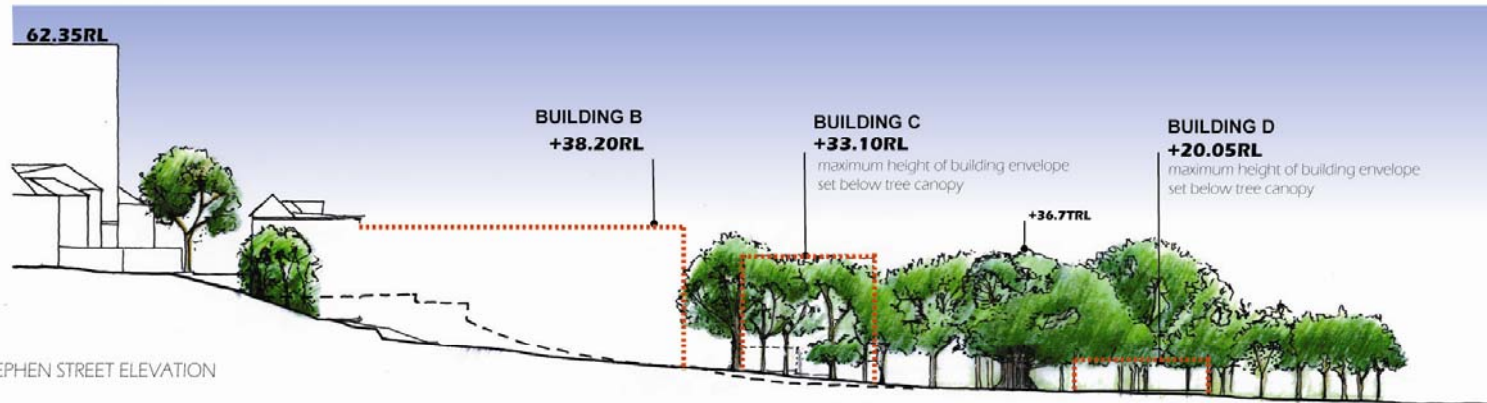 62.35RL
BUILDING B
+38.20RL
BUILDING C
+33.10RL
maximum height of building envelope
set below tree canopy
BUILDING D
+20.05RL
maximum height of building envelope
set below tree canopy
+36.7TRL
EPHEN STREET ELEVATION